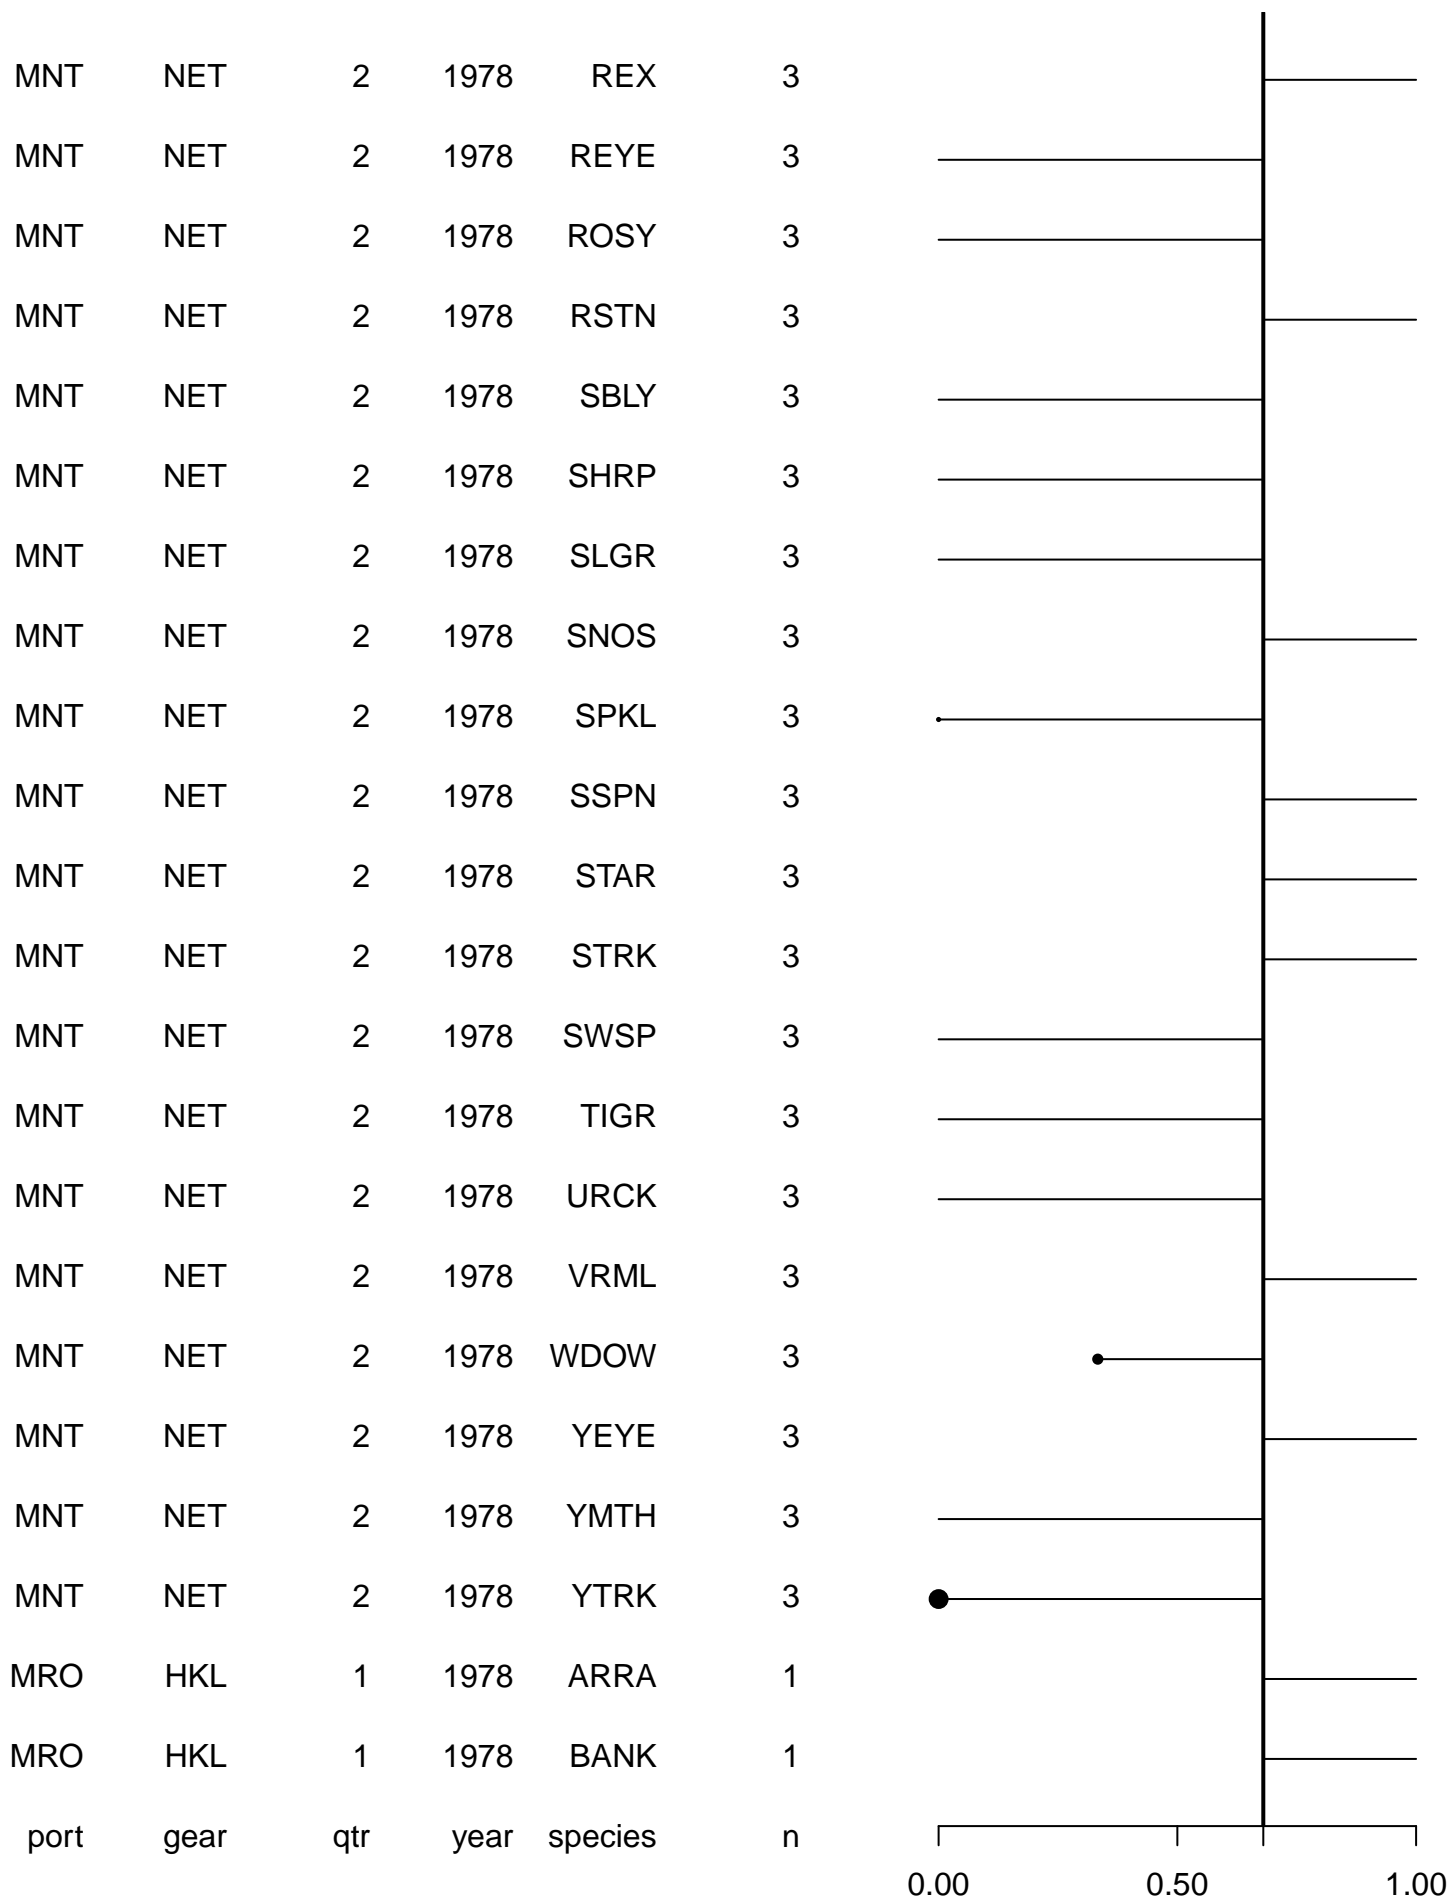 MNT NET 2 1978 REX 3
MNT NET 2 1978 REYE 3
MNT NET 2 1978 ROSY 3
MNT NET 2 1978 RSTN 3
MNT NET 2 1978 SBLY 3
MNT NET 2 1978 SHRP 3
MNT NET 2 1978 SLGR 3
MNT NET 2 1978 SNOS 3
MNT NET 2 1978 SPKL 3
MNT NET 2 1978 SSPN 3
MNT NET 2 1978 STAR 3
MNT NET 2 1978 STRK 3
MNT NET 2 1978 SWSP 3
MNT NET 2 1978 TIGR 3
MNT NET 2 1978 URCK 3
MNT NET 2 1978 VRML 3
MNT NET 2 1978 WDOW 3
MNT NET 2 1978 YEYE 3
MNT NET 2 1978 YMTH 3
MNT NET 2 1978 YTRK 3
MRO HKL 1 1978 ARRA 1
MRO HKL 1 1978 BANK 1
port gear qtr year species n
0.00 0.50 1.00